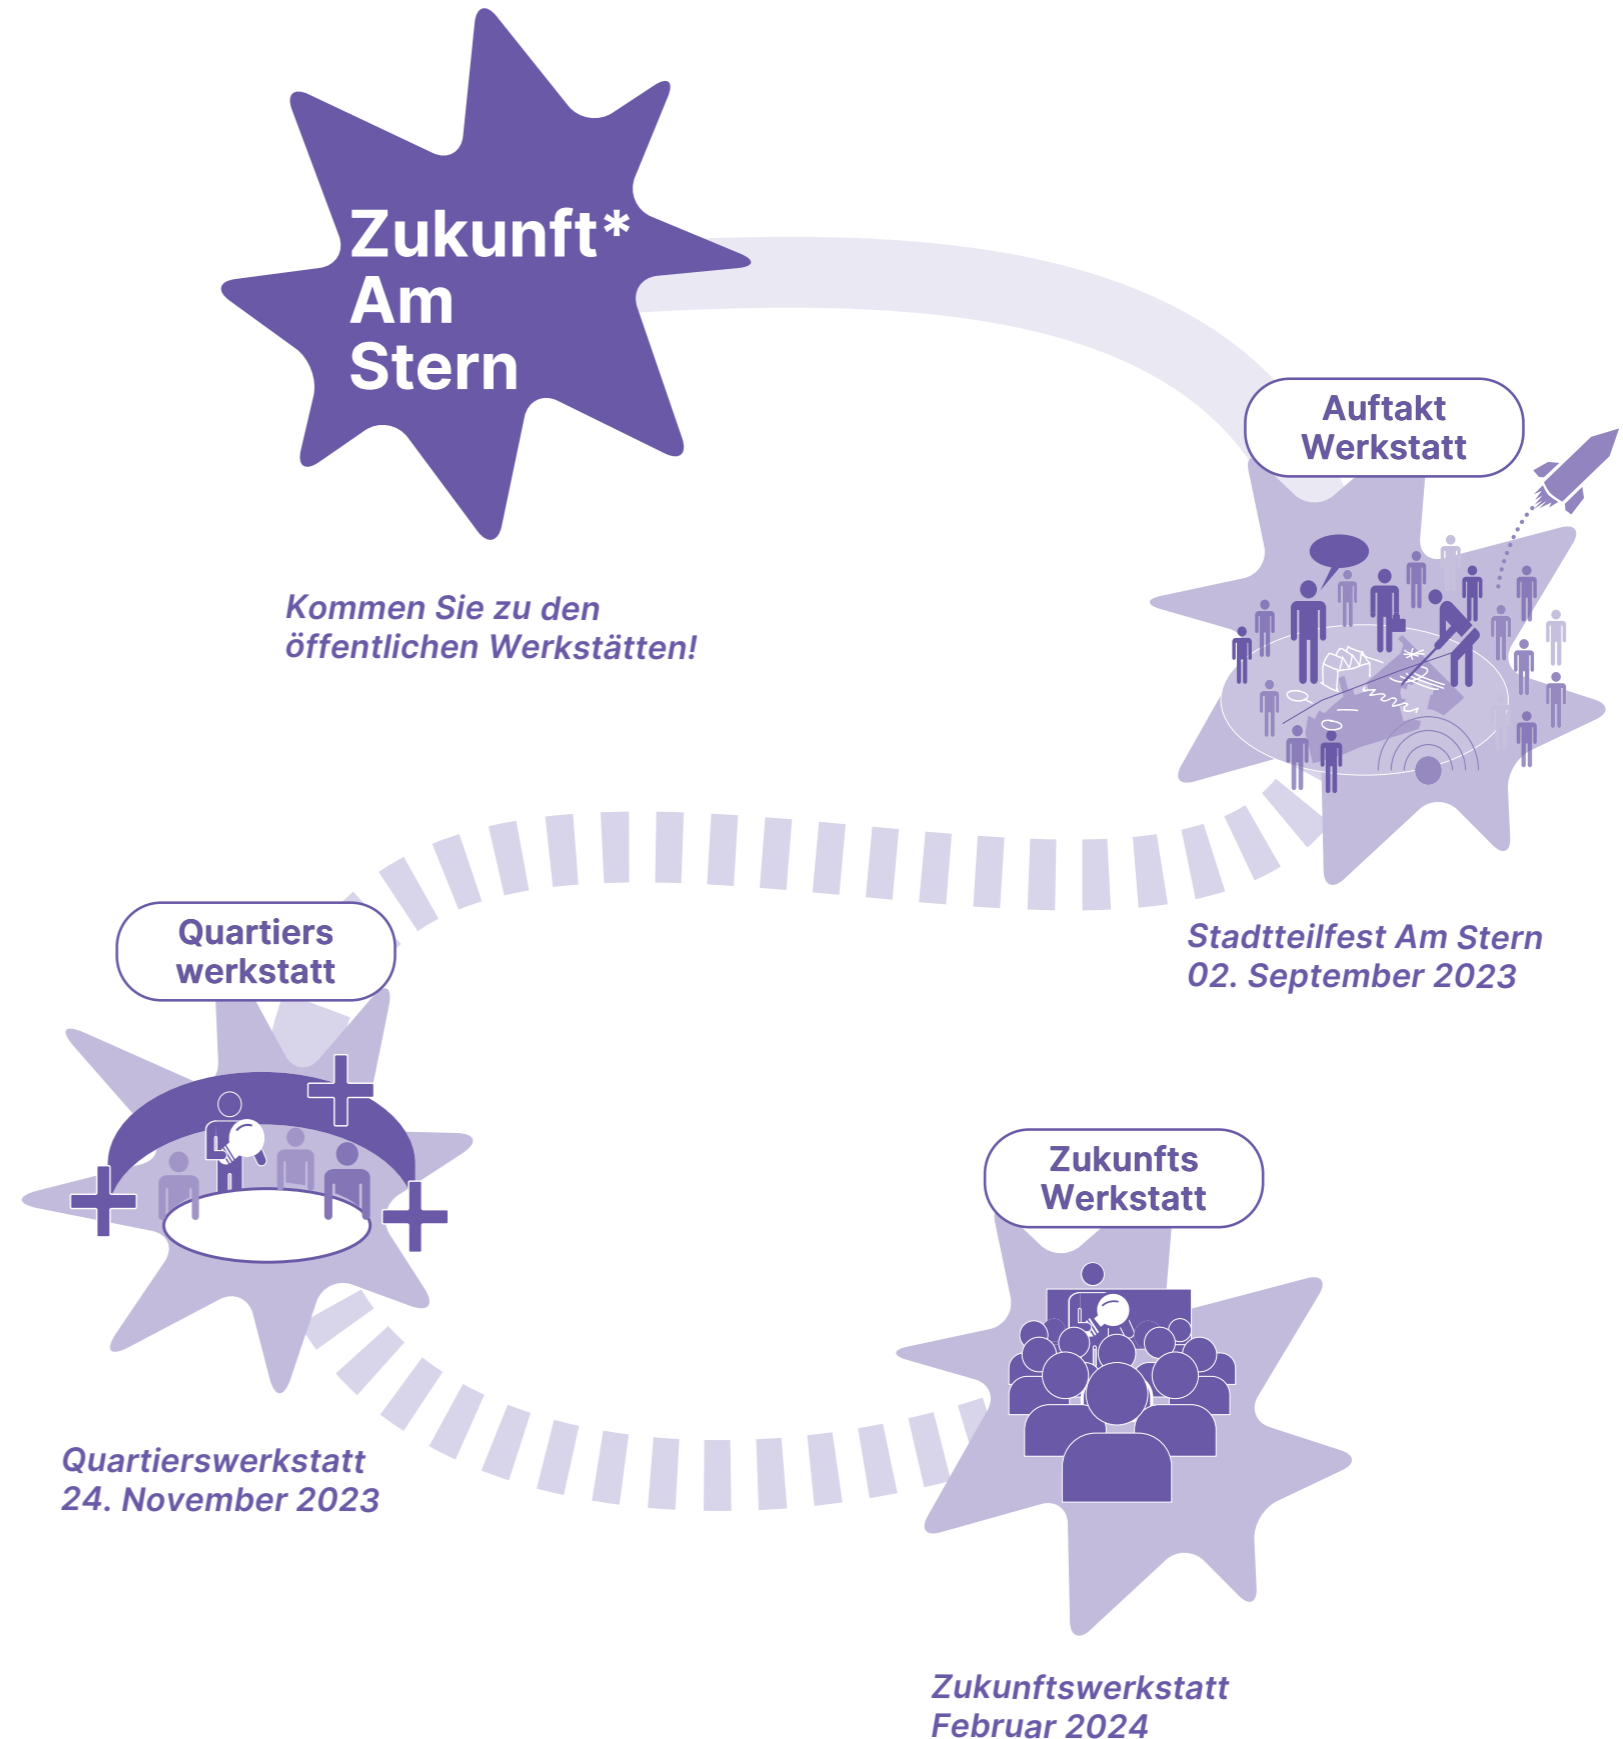 Zukunft*
Am
Stern
Kommen Sie zu den
öffentlichen Werkstätten!
Auftakt
Werkstatt
Stadtteilfest Am Stern
02. September 2023
Quartiers
werkstatt
Quartierswerkstatt
24. November 2023
Zukunfts
Werkstatt
Zukunftswerkstatt
Februar 2024